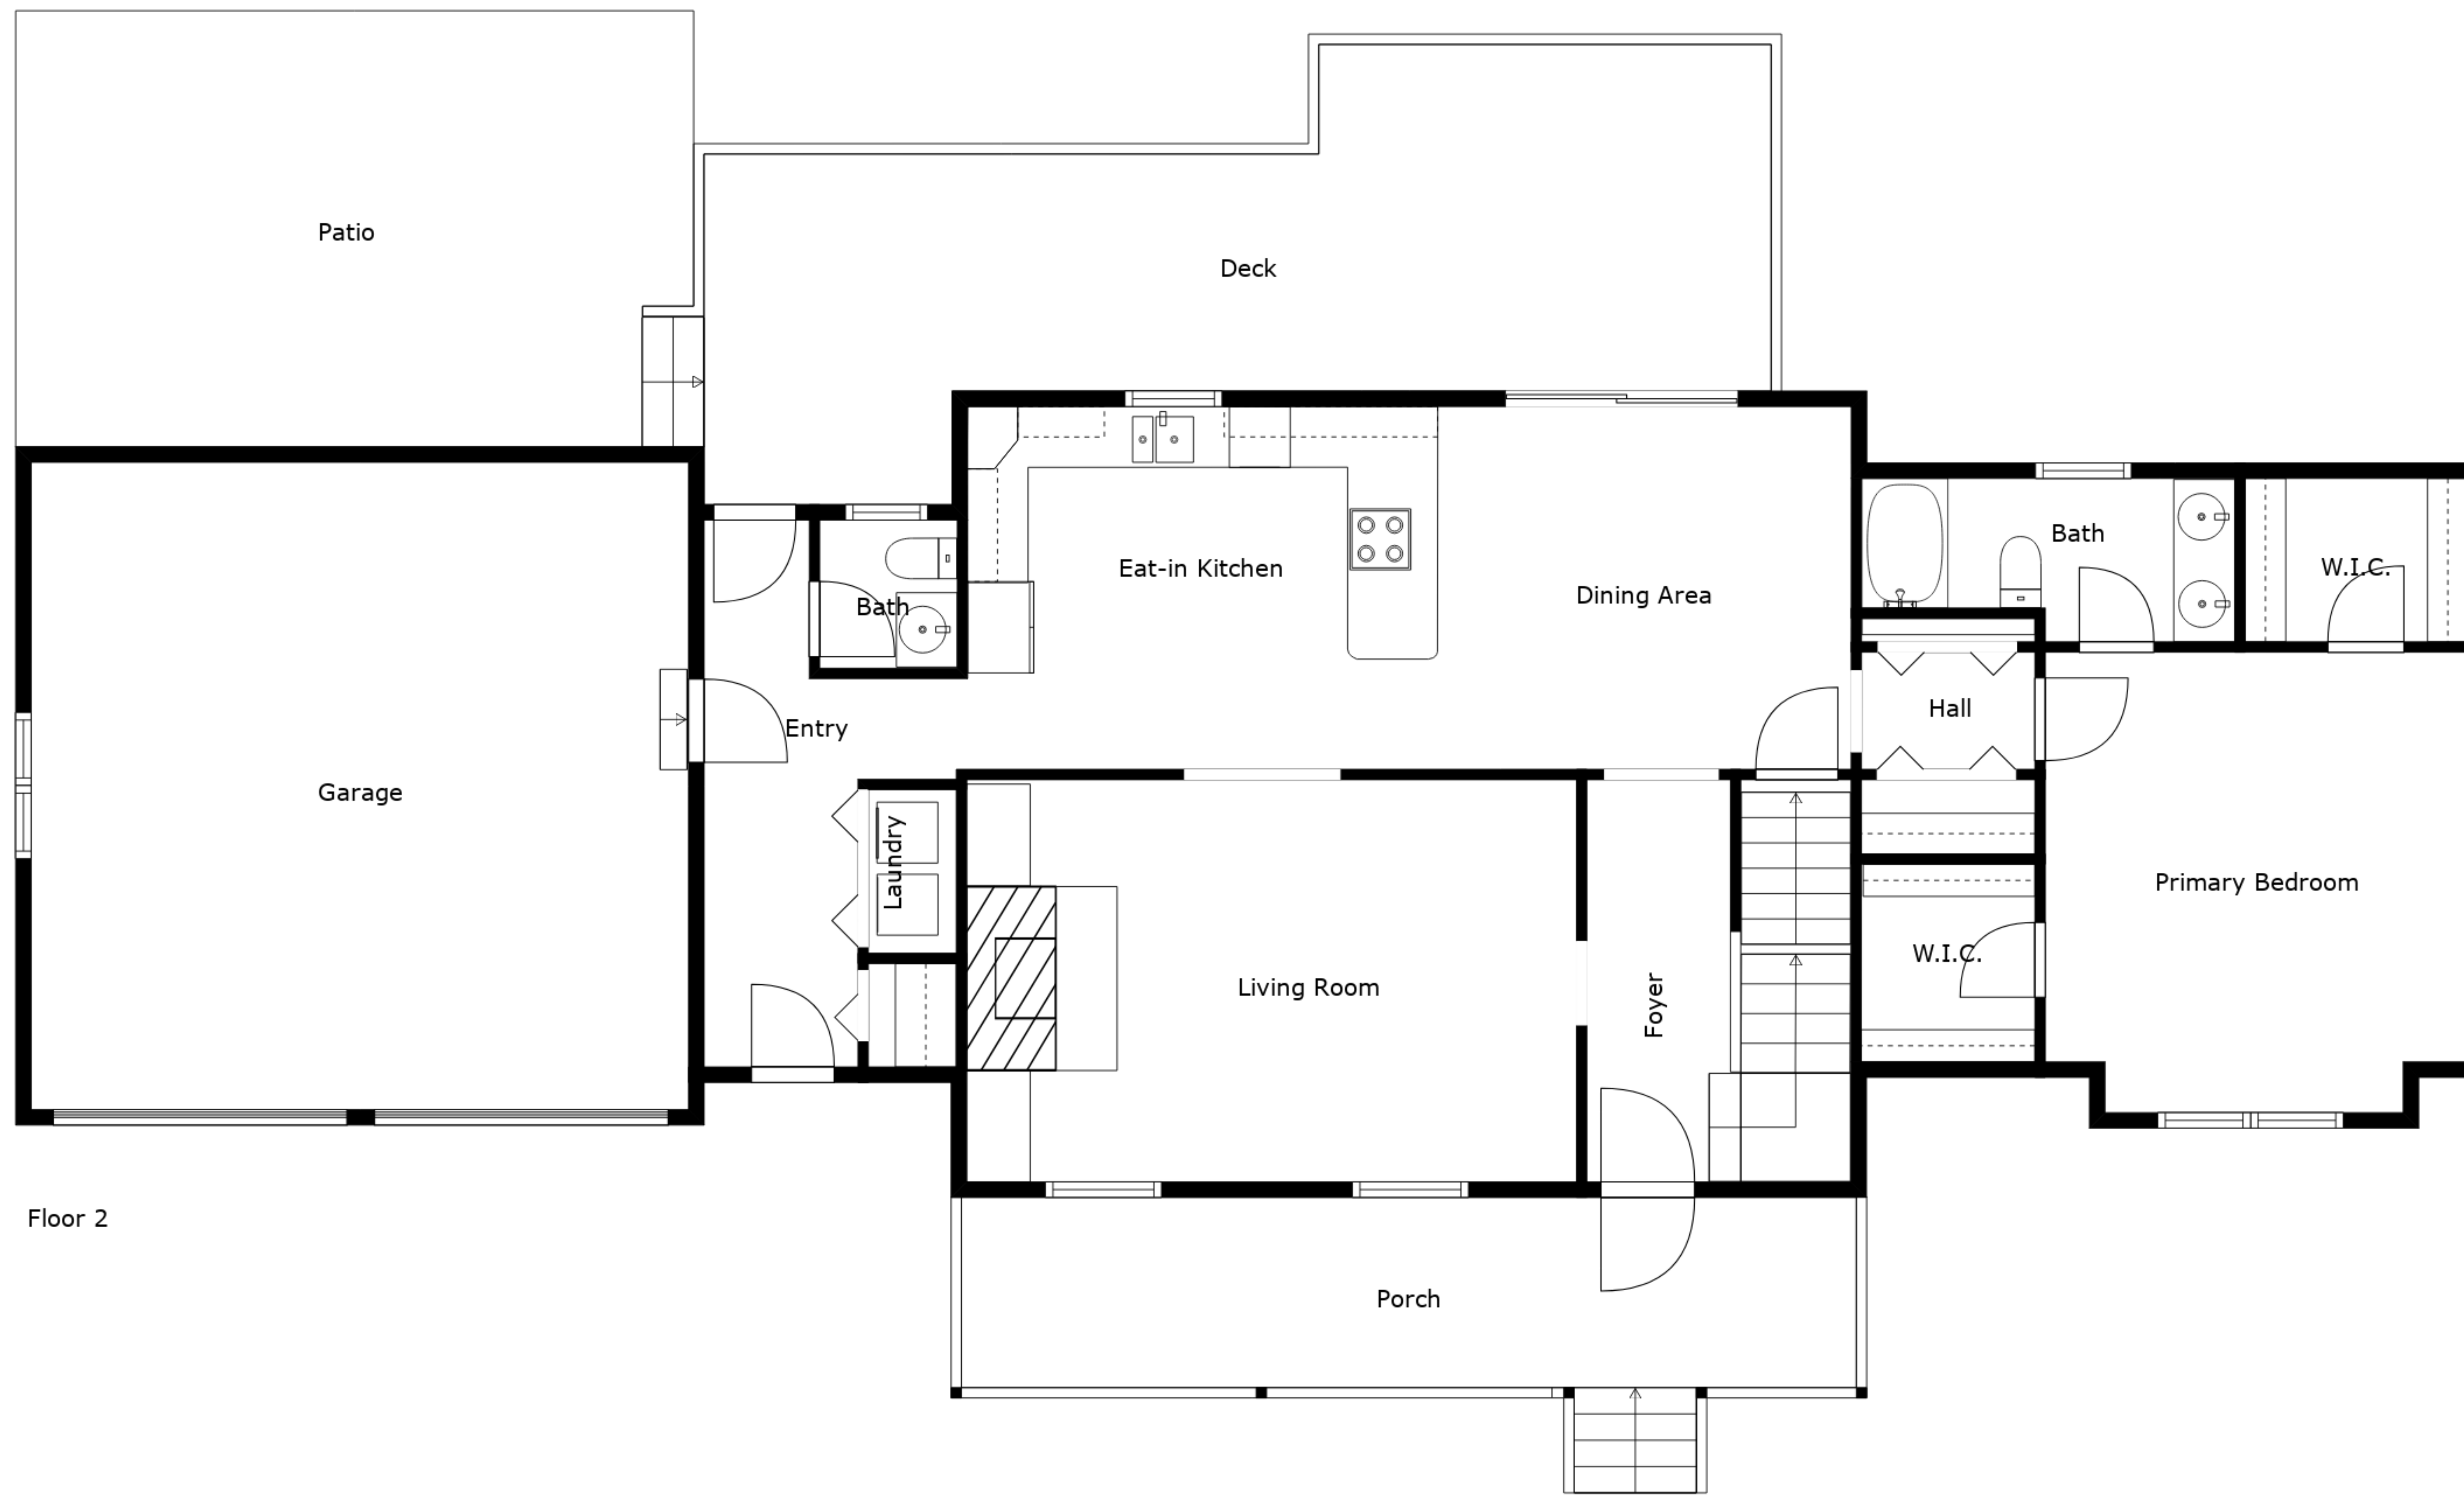 Patio
Deck
Bath
Eat-in Kitchen
W.I.C.
Dining Area
Bath
Hall
Entry
Garage
Laundry
Primary Bedroom
W.I.C.
Living Room
Foyer
Floor 2
Porch